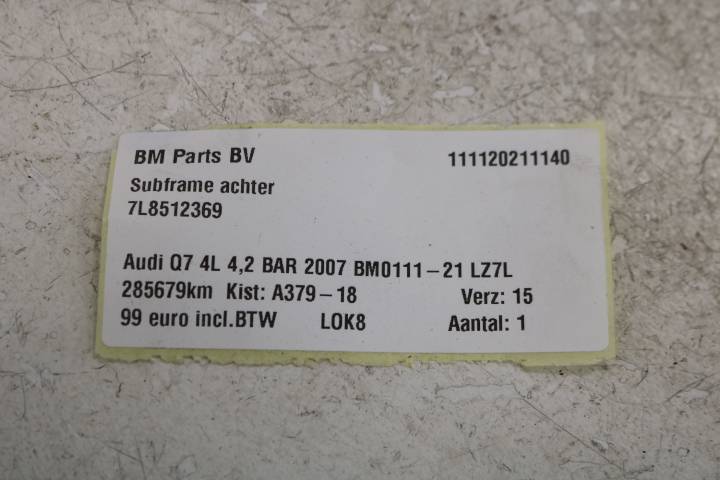 BM Parts BV 111120211140
Subframe achter
7L8512369
Audi Q7 4L 4,2 BAR 2007 BM0111-21 LZ7L
285679km Kist: A379-18 Verz: 15
99 euro incl.BTW LOK8 Aantal: 1